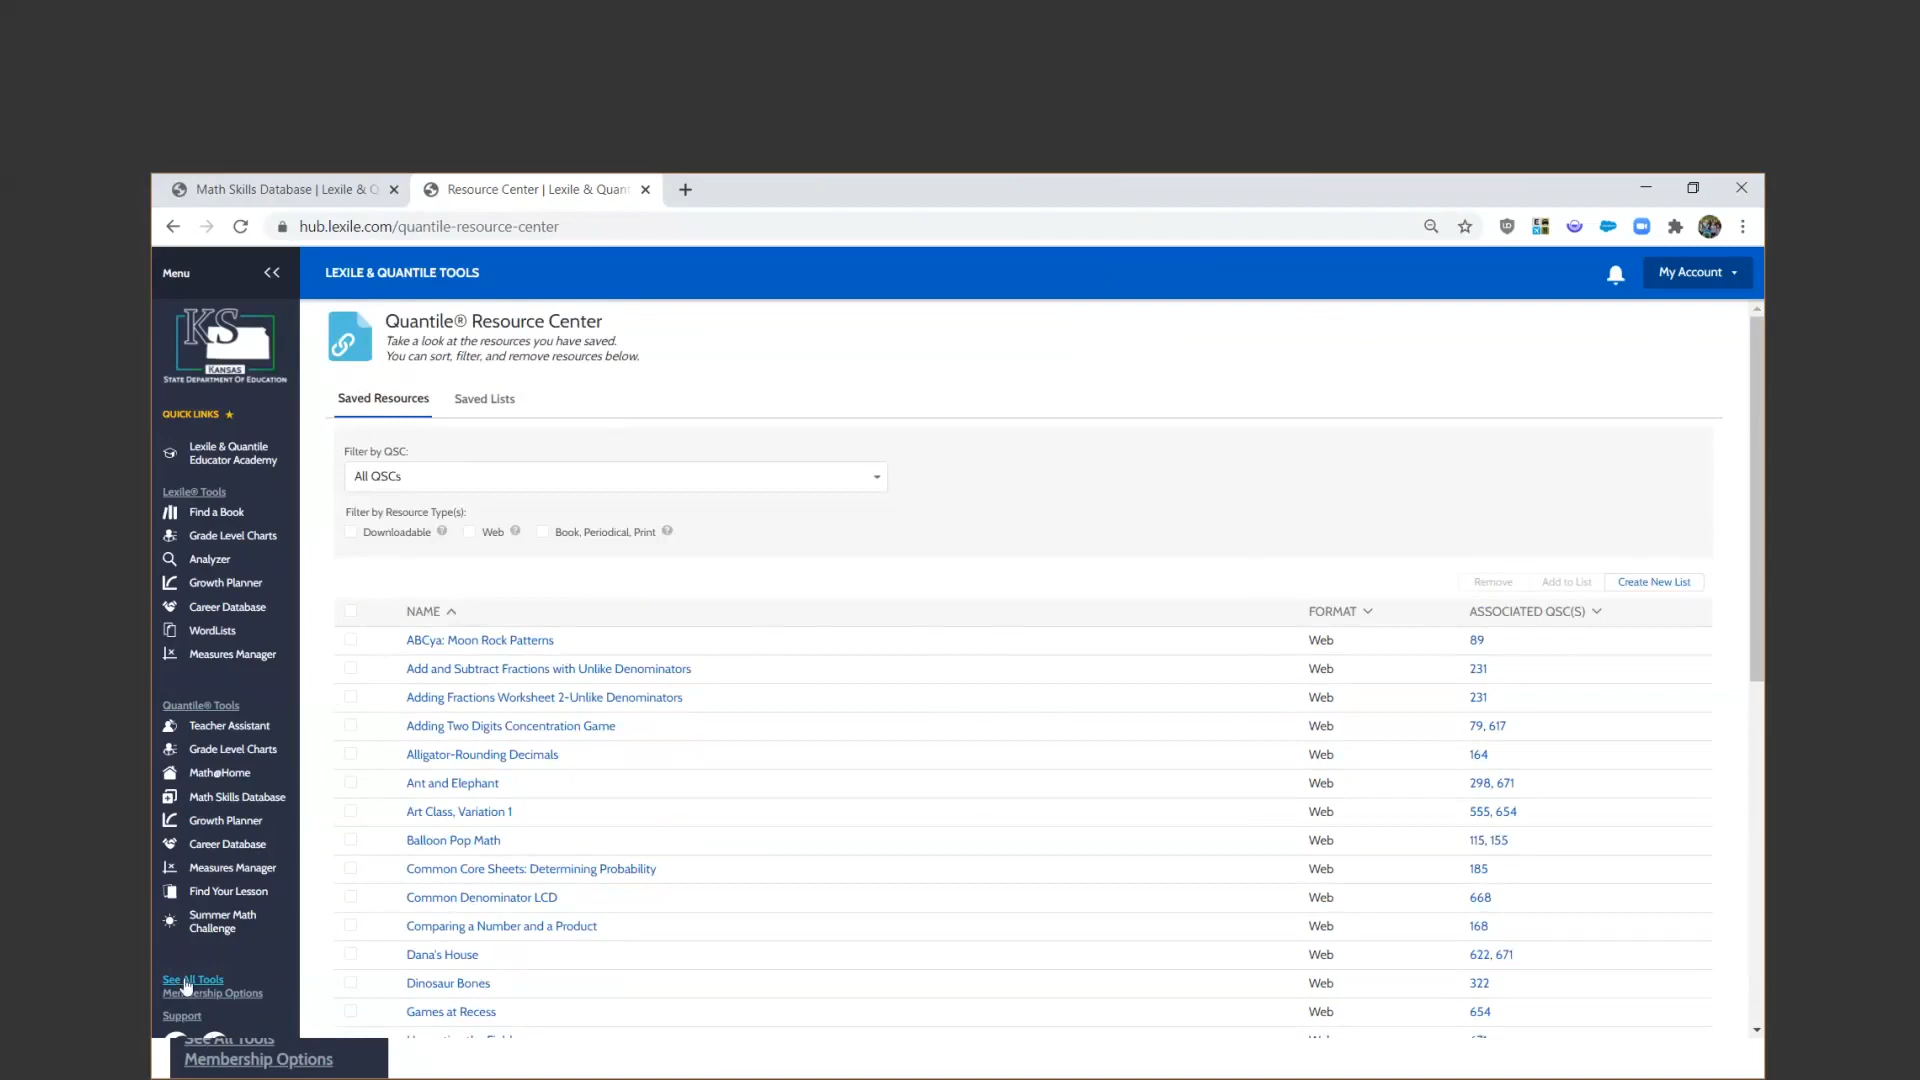 Math Skills Database | Lexile & Q
Resource Center | Lexile & Quant
hub.lexile.com/quantile-resource-center
Menu
LEXILE & QUANTILE TOOLS
My Account
KS
KANSAS
STATE DEPARTMENT OF EDUCATION
QUICK LINKS
Lexile & Quantile
Educator Academy
Lexile® Tools
Find a Book
Grade Level Charts
Analyzer
Growth Planner
Career Database
WordLists
Measures Manager
Quantile® Tools
Teacher Assistant
Grade Level Charts
Math@Home
Math Skills Database
Growth Planner
Career Database
Measures Manager
Find Your Lesson
Summer Math
Challenge
See All Tools
Membership Options
Support
See All Tools
Membership Options
Quantile® Resource Center
Take a look at the resources you have saved.
You can sort, filter, and remove resources below.
Saved Resources Saved Lists
Filter by QSC:
All QSCs
Filter by Resource Type(s):
Downloadable ? Web ? Book, Periodical, Print ?
Remove Add to List Create New List
NAME FORMAT ASSOCIATED QSC(S)
ABCya: Moon Rock Patterns Web 89
Add and Subtract Fractions with Unlike Denominators Web 231
Adding Fractions Worksheet 2-Unlike Denominators Web 231
Adding Two Digits Concentration Game Web 79, 617
Alligator-Rounding Decimals Web 164
Ant and Elephant Web 298, 671
Art Class, Variation 1 Web 555, 654
Balloon Pop Math Web 115, 155
Common Core Sheets: Determining Probability Web 185
Common Denominator LCD Web 668
Comparing a Number and a Product Web 168
Dana's House Web 622, 671
Dinosaur Bones Web 322
Games at Recess Web 654